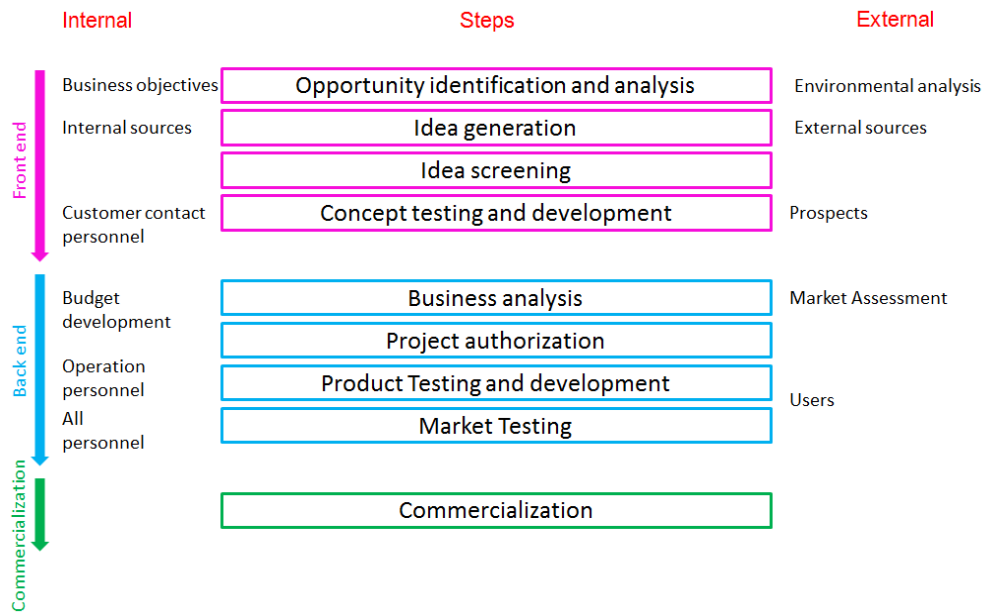 Internal
Steps
External
Front end
Business objectives
Opportunity identification and analysis
Environmental analysis
Internal sources
Idea generation
External sources
Idea screening
Customer contact
personnel
Concept testing and development
Prospects
Back end
Budget
development
Business analysis
Market Assessment
Project authorization
Operation
personnel
Product Testing and development
Users
All
personnel
Market Testing
Commercialization
Commercialization